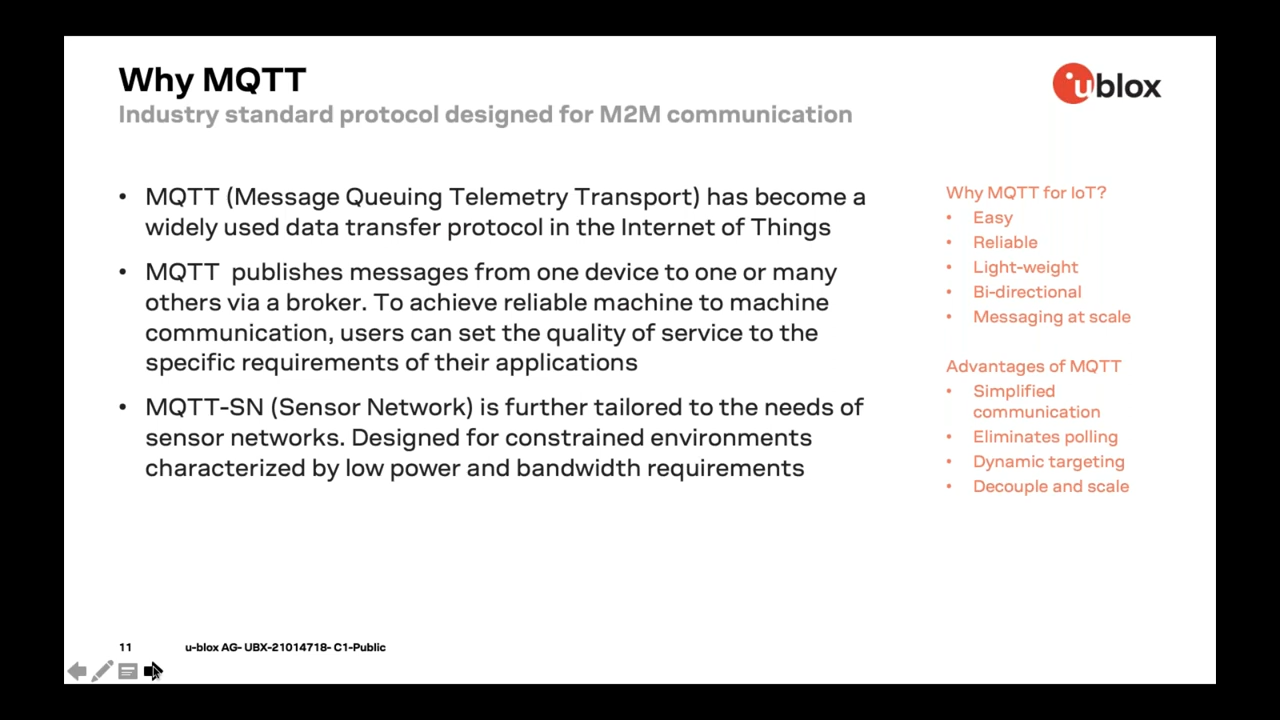 Why MQTT
Industry standard protocol designed for M2M communication
ublox
• MQTT (Message Queuing Telemetry Transport) has become a
widely used data transfer protocol in the Internet of Things
• MQTT  publishes messages from one device to one or many
others via a broker. To achieve reliable machine to machine
communication, users can set the quality of service to the
specific requirements of their applications
• MQTT-SN (Sensor Network) is further tailored to the needs of
sensor networks. Designed for constrained environments
characterized by low power and bandwidth requirements
Why MQTT for IoT?
• Easy
• Reliable
• Light-weight
• Bi-directional
• Messaging at scale
Advantages of MQTT
• Simplified
communication
• Eliminates polling
• Dynamic targeting
• Decouple and scale
11
u-blox AG- UBX-21014718- C1-Public